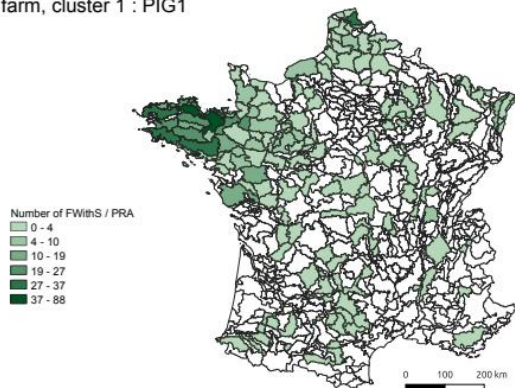 farm, cluster 1 : PIG1
Number of FWithS / PRA
0 - 4
4 - 10
10 - 19
19 - 27
27 - 37
37 - 88
0 100 200 km